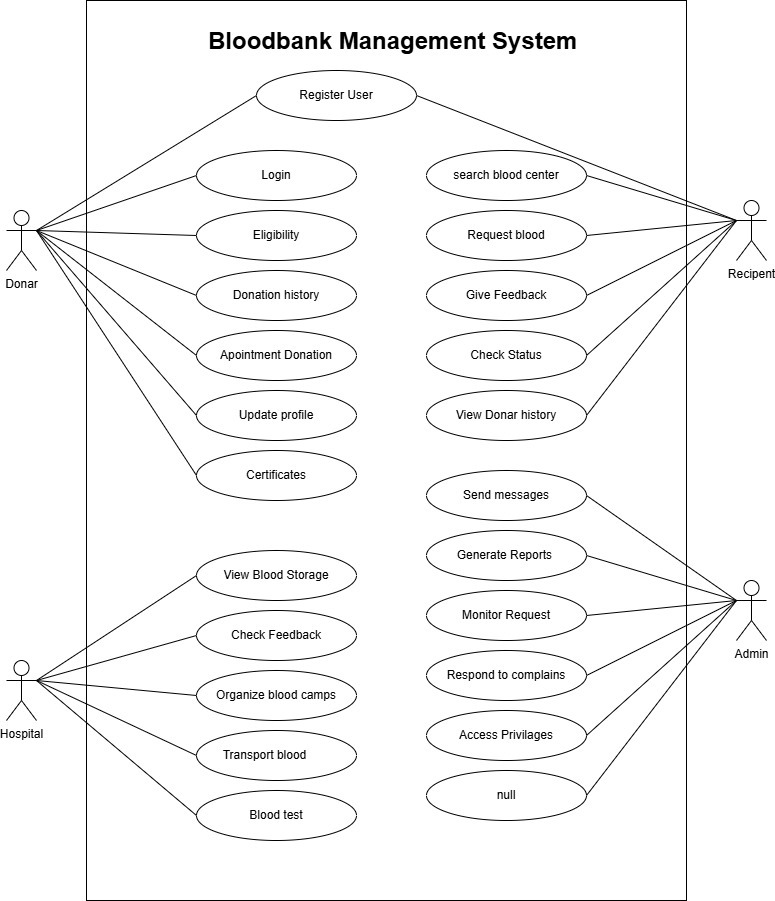 Bloodbank Management System
Register User
Login
search blood center
Eligibility
Request blood
Donar
Recipent
Donation history
Give Feedback
Apointment Donation
Check Status
Update profile
View Donar history
Certificates
Send messages
Generate Reports
View Blood Storage
Monitor Request
Check Feedback
Admin
Respond to complains
Organize blood camps
Hospital
Access Privilages
Transport blood
null
Blood test